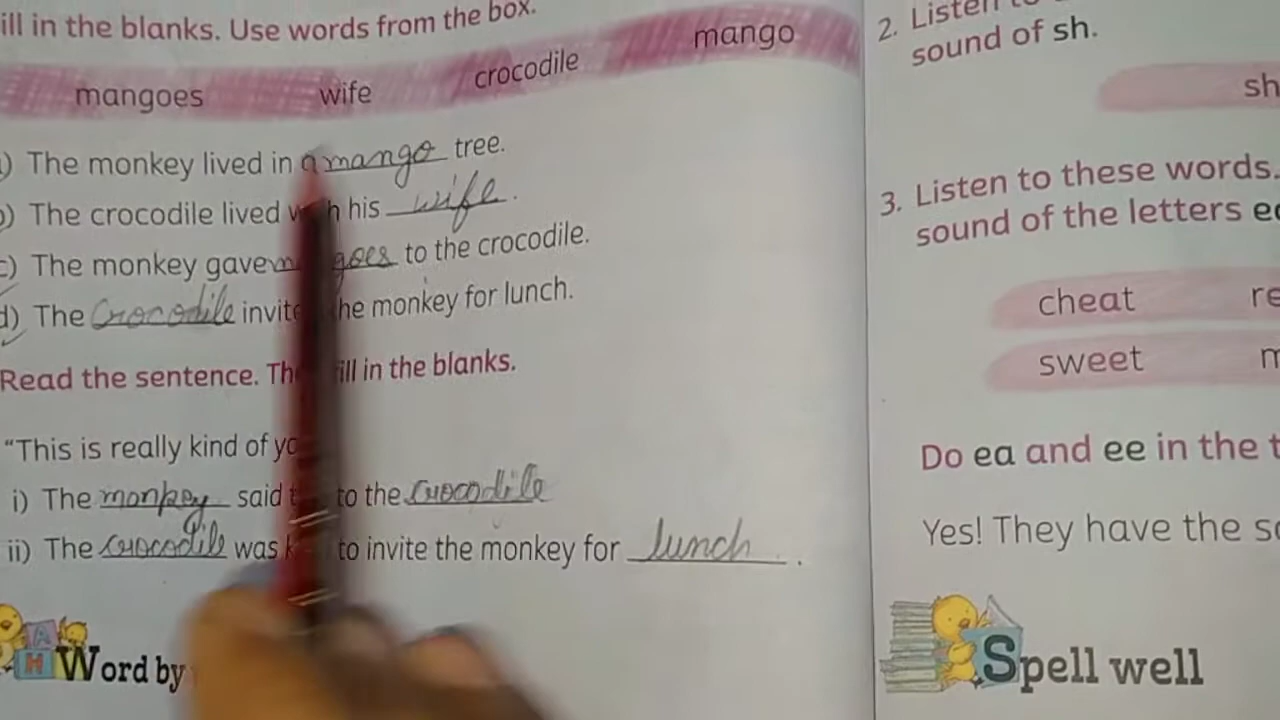 ill in the blanks. Use words from the box.
mangoes wife crocodile mango
) The monkey lived in a mango tree.
) The crocodile lived his wife.
c) The monkey gave goes to the crocodile.
d) The Crocodile invite the monkey for lunch.
Read the sentence. Th ill in the blanks.
"This is really kind of yo
i) The monkey said to the crocodile
ii) The crocodil was to invite the monkey for lunch.
Word by
2. Listen to
sound of sh.
sh
3. Listen to these words.
sound of the letters
cheat re
sweet m
Do ea and ee in the t
Yes! They have the so
Spell well
A
H